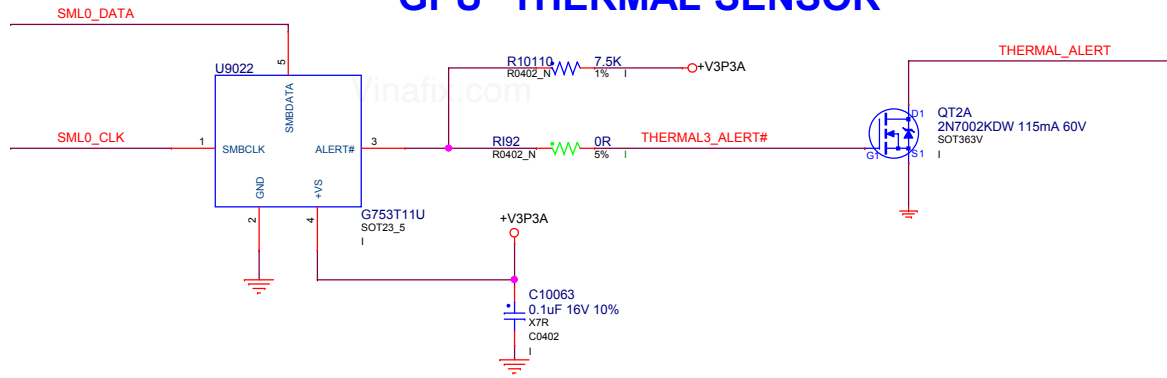 GPU THERMAL SENSOR
SML0_DATA
U9022
5
SMBDATA
SML0_CLK
1
SMBCLK
ALERT#
3
GND
+VS
2
4
G753T11U
SOT23_5
I
Vinafix.com
R10110
R0402_N
7.5K
1%
I
+V3P3A
RI92
R0402_N
0R
5%
I
THERMAL3_ALERT#
THERMAL_ALERT
D1
G1
S1
QT2A
2N7002KDW 115mA 60V
SOT363V
I
+V3P3A
C10063
0.1uF 16V 10%
X7R
C0402
I